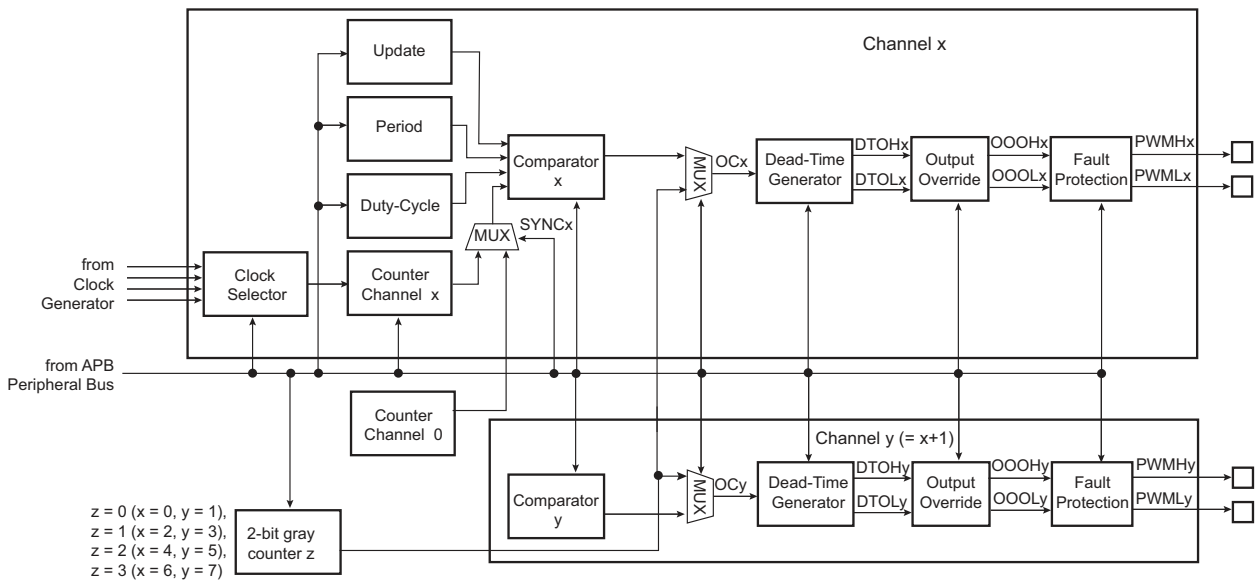 Channel x
Update
Period
Duty-Cycle
Comparator
x
MUX
SYNCx
MUX
OCx
Dead-Time
Generator
DTOHx
DTOLx
Output
Override
OOOHx
OOOLx
Fault
Protection
PWMHx
PWMLx
from
Clock
Generator
Clock
Selector
Counter
Channel x
from APB
Peripheral Bus
Counter
Channel 0
Channel y (= x+1)
Comparator
y
MUX
OCy
Dead-Time
Generator
DTOHy
DTOLy
Output
Override
OOOHy
OOOLy
Fault
Protection
PWMHy
PWMLy
z = 0 (x = 0, y = 1),
z = 1 (x = 2, y = 3),
z = 2 (x = 4, y = 5),
z = 3 (x = 6, y = 7)
2-bit gray
counter z